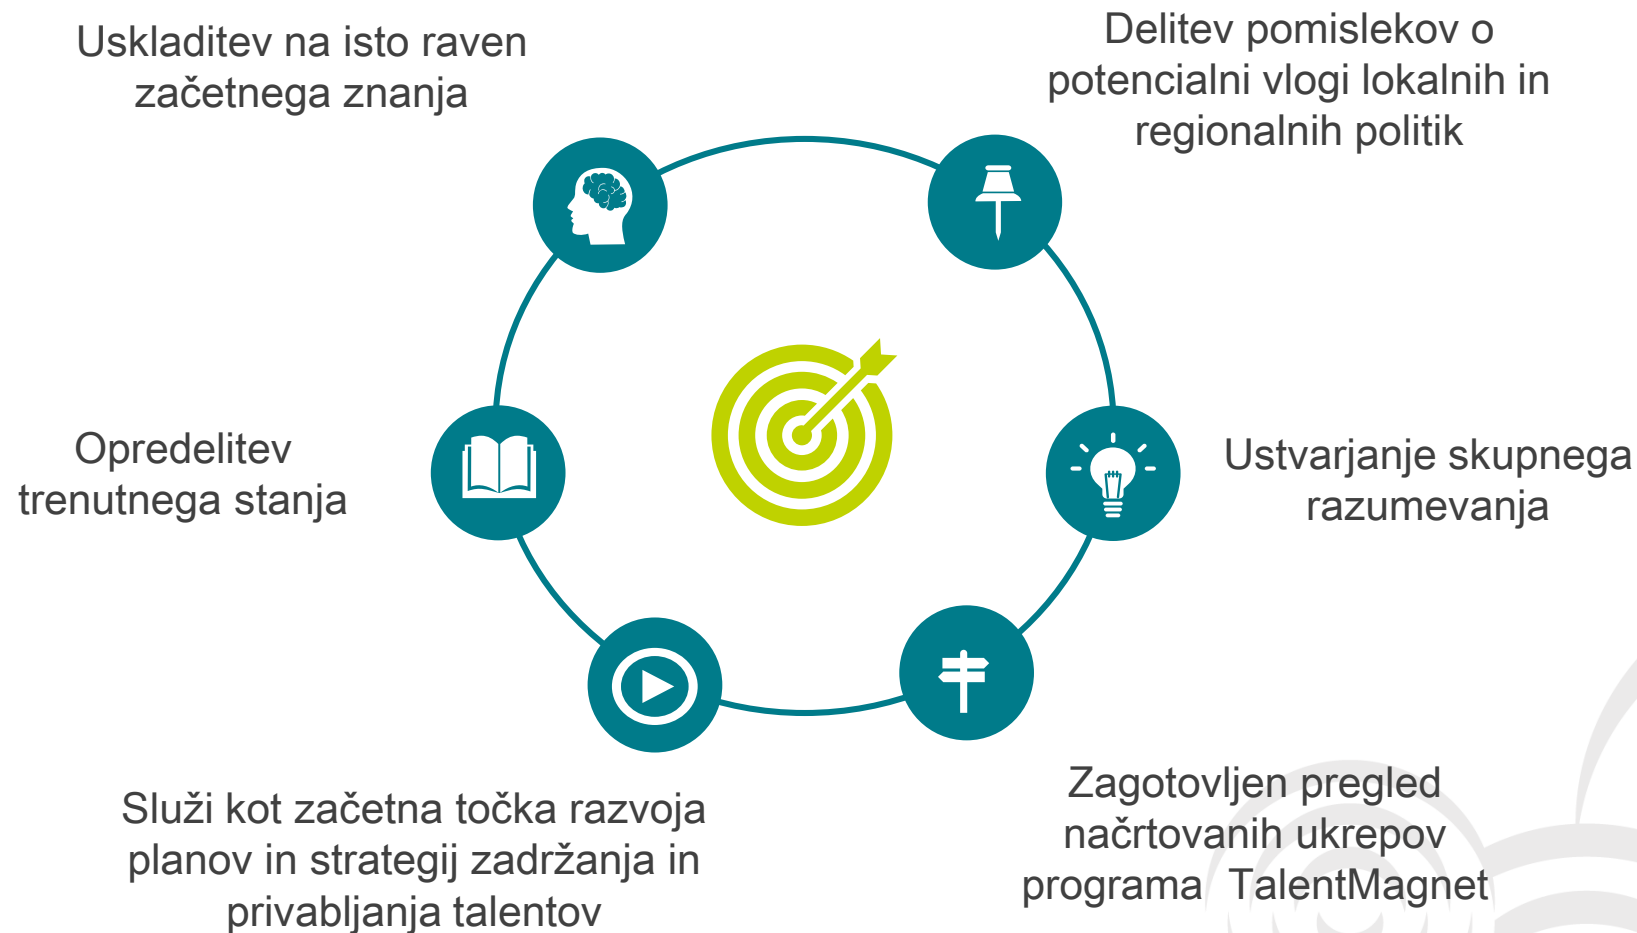 Uskladitev na isto raven
začetnega znanja
Delitev pomislekov o
potencialni vlogi lokalnih in
regionalnih politik
Opredelitev
trenutnega stanja
Ustvarjanje skupnega
razumevanja
Služi kot začetna točka razvoja
planov in strategij zadržanja in
privabljanja talentov
Zagotovljen pregled
načrtovanih ukrepov
programa  TalentMagnet